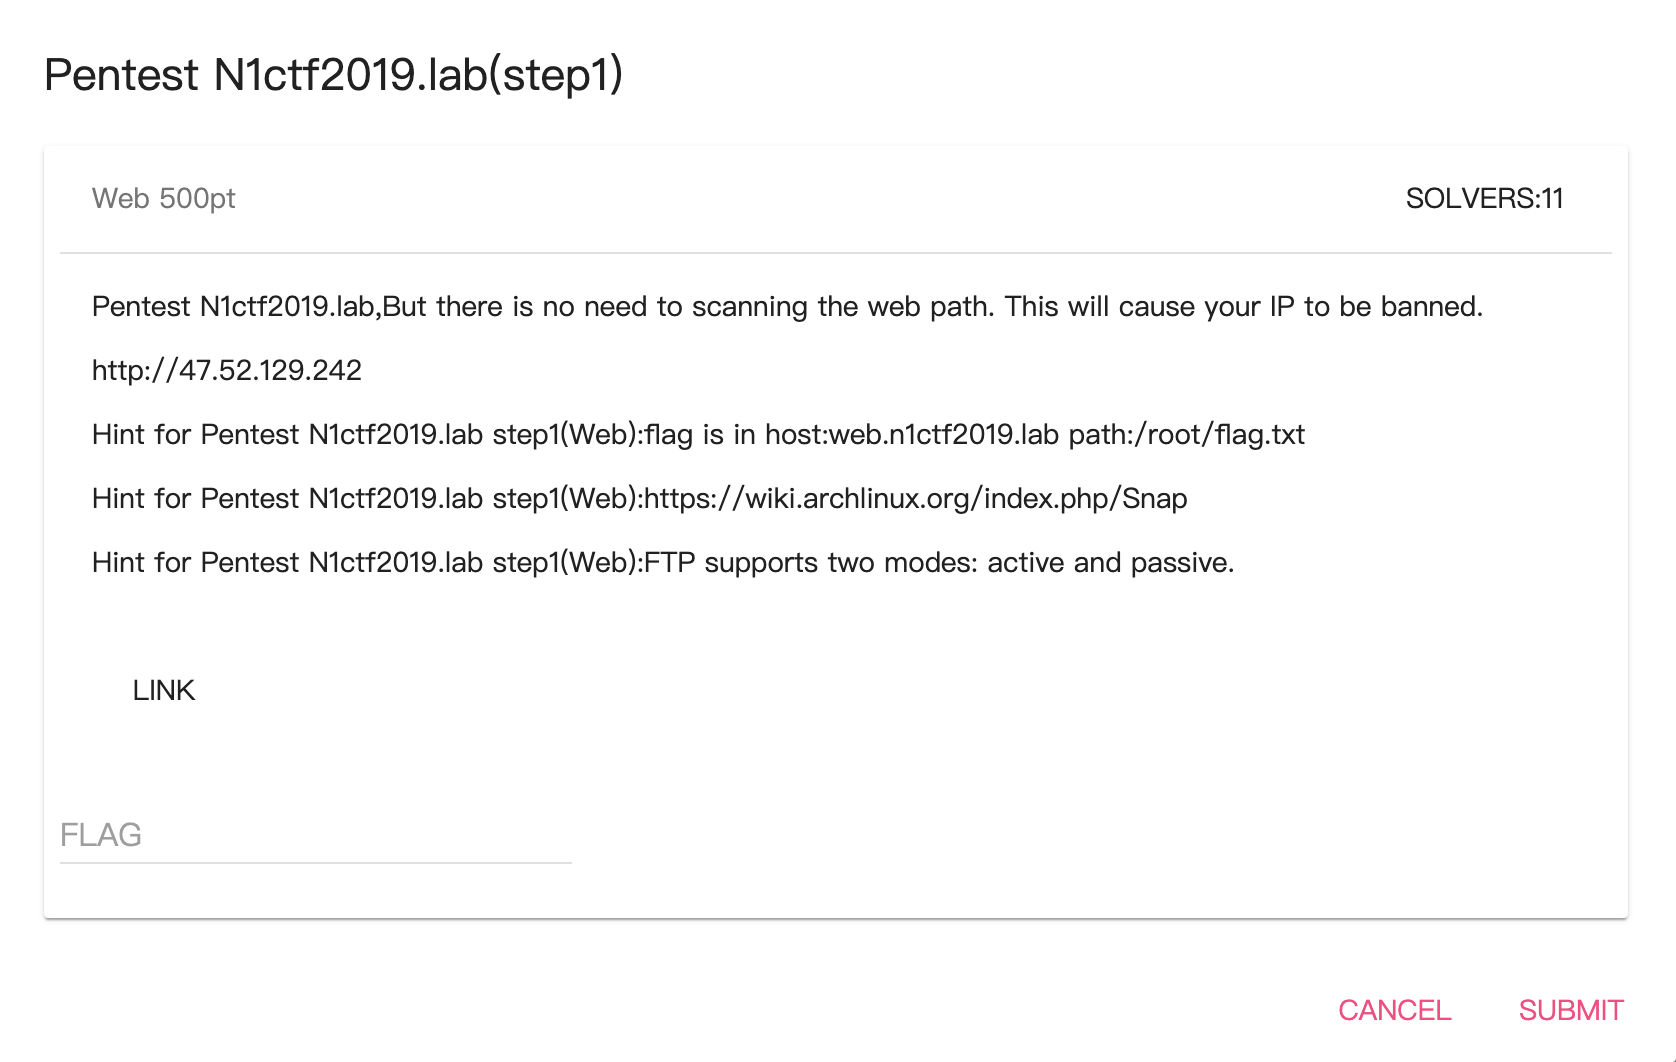 Pentest N1ctf2019.lab(step1)
Web 500pt
SOLVERS:11
Pentest N1ctf2019.lab,But there is no need to scanning the web path. This will cause your IP to be banned.
http://47.52.129.242
Hint for Pentest N1ctf2019.lab step1(Web):flag is in host:web.n1ctf2019.lab path:/root/flag.txt
Hint for Pentest N1ctf2019.lab step1(Web):https://wiki.archlinux.org/index.php/Snap
Hint for Pentest N1ctf2019.lab step1(Web):FTP supports two modes: active and passive.
LINK
FLAG
CANCEL
SUBMIT